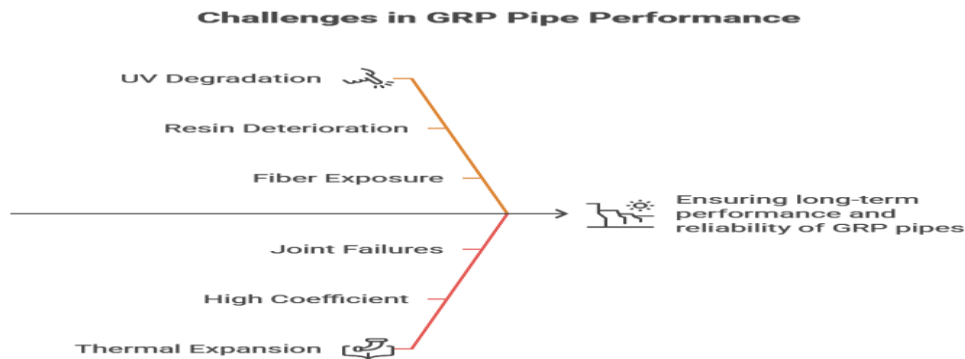 Challenges in GRP Pipe Performance
UV Degradation
Resin Deterioration
Fiber Exposure
Ensuring long-term
performance and
reliability of GRP pipes
Joint Failures
High Coefficient
Thermal Expansion